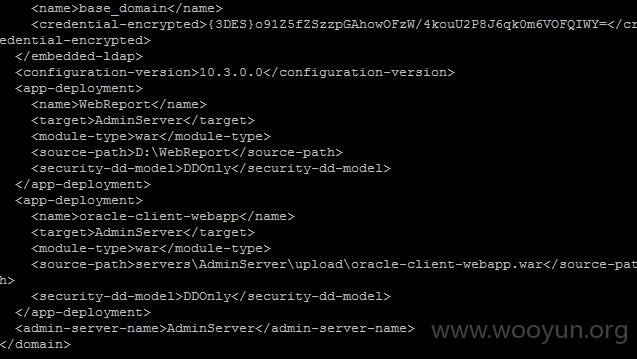 <name>base_domain</name>
<credential-encrypted>{3DES}o91Z5fZSzzpGAhowOFzW/4kouU2P8J6qk0m6VOFQIWY=</cr
edential-encrypted>
</embedded-ldap>
<configuration-version>10.3.0.0</configuration-version>
<app-deployment>
<name>WebReport</name>
<target>AdminServer</target>
<module-type>war</module-type>
<source-path>D:\WebReport</source-path>
<security-dd-model>DDOnly</security-dd-model>
</app-deployment>
<app-deployment>
<name>oracle-client-webapp</name>
<target>AdminServer</target>
<module-type>war</module-type>
<source-path>servers\AdminServer\upload\oracle-client-webapp.war</source-pat
h>
<security-dd-model>DDOnly</security-dd-model>
</app-deployment>
<admin-server-name>AdminServer</admin-server-name>
</domain>
www.wooyun.org